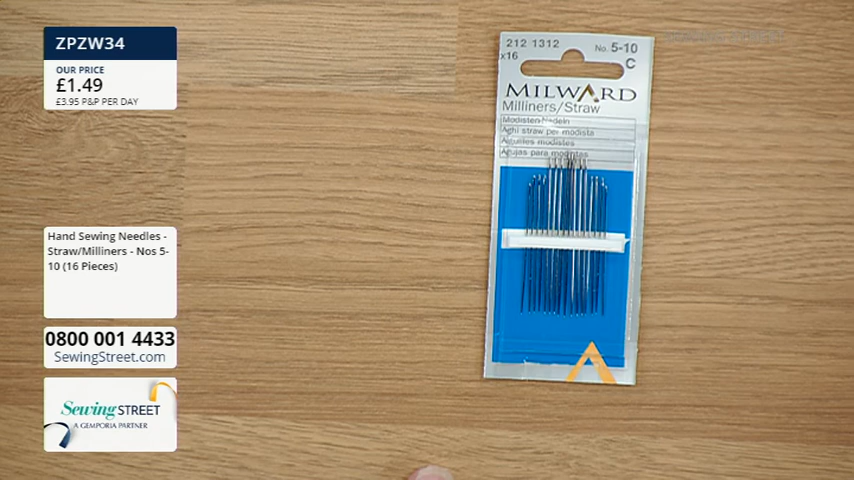 ZPZW34
OUR PRICE
£1.49
£3.95 P&P PER DAY
Hand Sewing Needles -
Straw/Milliners - Nos 5-
10 (16 Pieces)
0800 001 4433
SewingStreet.com
Sewing STREET
A GEMPORIA PARTNER
212 1312
No. 5-10
x16
C
MILWARD
Milliners/Straw
Modisten-Nadeln
Aghi straw per modista
Aiguilles modistes
Agujas para modistas